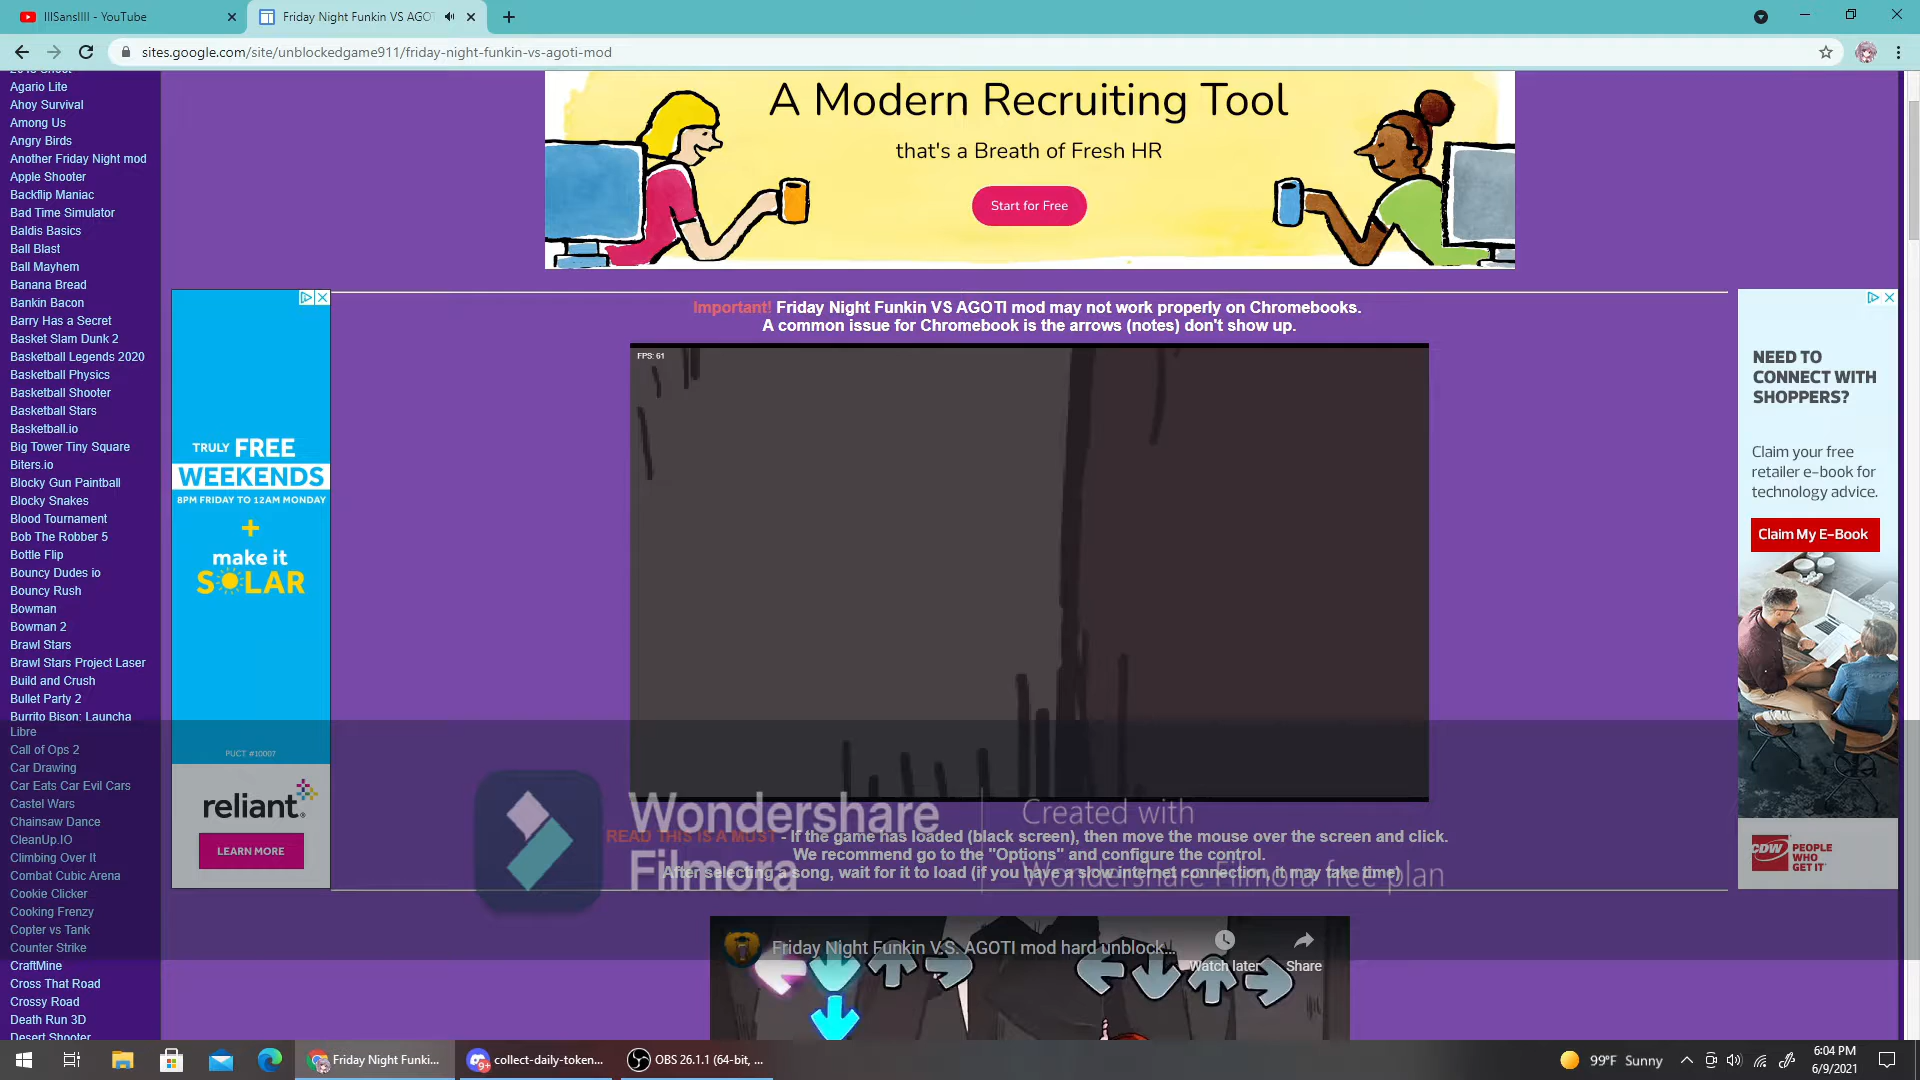 IIISansIIII - YouTube
Friday Night Funkin VS AGOT
sites.google.com/site/unblockedgame911/friday-night-funkin-vs-agoti-mod
Agario Lite
Ahoy Survival
Among Us
Angry Birds
Another Friday Night mod
Apple Shooter
Backflip Maniac
Bad Time Simulator
Baldis Basics
Ball Blast
Ball Mayhem
Banana Bread
Bankin Bacon
Barry Has a Secret
Basket Slam Dunk 2
Basketball Legends 2020
Basketball Physics
Basketball Shooter
Basketball Stars
Basketball.io
Big Tower Tiny Square
Biters.io
Blocky Gun Paintball
Blocky Snakes
Blood Tournament
Bob The Robber 5
Bottle Flip
Bouncy Dudes io
Bouncy Rush
Bowman
Bowman 2
Brawl Stars
Brawl Stars Project Laser
Build and Crush
Bullet Party 2
Burrito Bison: Launcha
Libre
Call of Ops 2
Car Drawing
Car Eats Car Evil Cars
Castel Wars
Chainsaw Dance
CleanUp.IO
Climbing Over It
Combat Cubic Arena
Cookie Clicker
Cooking Frenzy
Copter vs Tank
Counter Strike
CraftMine
Cross That Road
Crossy Road
Death Run 3D
Desert Shooter
A Modern Recruiting Tool
that's a Breath of Fresh HR
Start for Free
TRULY FREE
WEEKENDS
8PM FRIDAY TO 12AM MONDAY
+
make it
SOLAR
PUCT #10007
reliant
LEARN MORE
Important! Friday Night Funkin VS AGOTI mod may not work properly on Chromebooks.
A common issue for Chromebook is the arrows (notes) don't show up.
FPS: 61
READ THIS IS A MUST - If the game has loaded (black screen), then move the mouse over the screen and click.
We recommend go to the "Options" and configure the control.
After selecting a song, wait for it to load (if you have a slow internet connection, it may take time)
Wondershare
Filmora
Created with
Wondershare Filmora free plan
Friday Night Funkin V.S. AGOTI mod hard unblock...
Watch later
Share
NEED TO
CONNECT WITH
SHOPPERS?
Claim your free
retailer e-book for
technology advice.
Claim My E-Book
CDW
PEOPLE
WHO
GET IT
Friday Night Funki...
9+
collect-daily-token...
OBS 26.1.1 (64-bit, ...
99°F Sunny
6:04 PM
6/9/2021